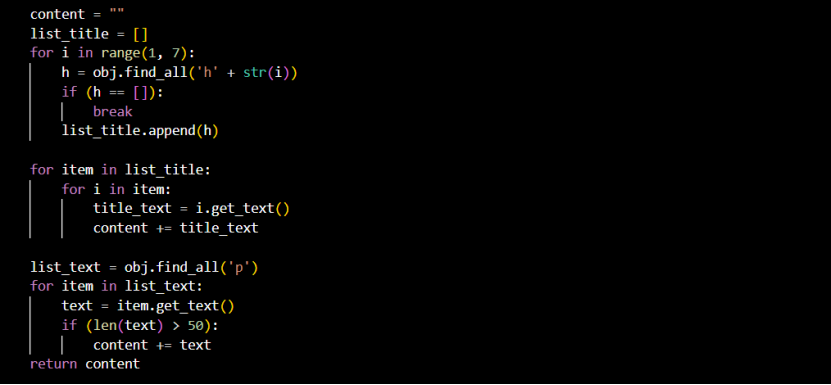 content = ""
list_title = []
for i in range(1, 7):
    h = obj.find_all('h' + str(i))
    if (h == []):
        break
    list_title.append(h)

for item in list_title:
    for i in item:
        title_text = i.get_text()
        content += title_text

list_text = obj.find_all('p')
for item in list_text:
    text = item.get_text()
    if (len(text) > 50):
        content += text
return content